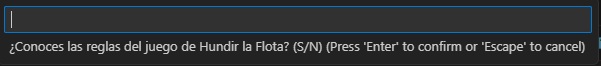 ¿Conoces las reglas del juego de Hundir la Flota? (S/N) (Press 'Enter' to confirm or 'Escape' to cancel)